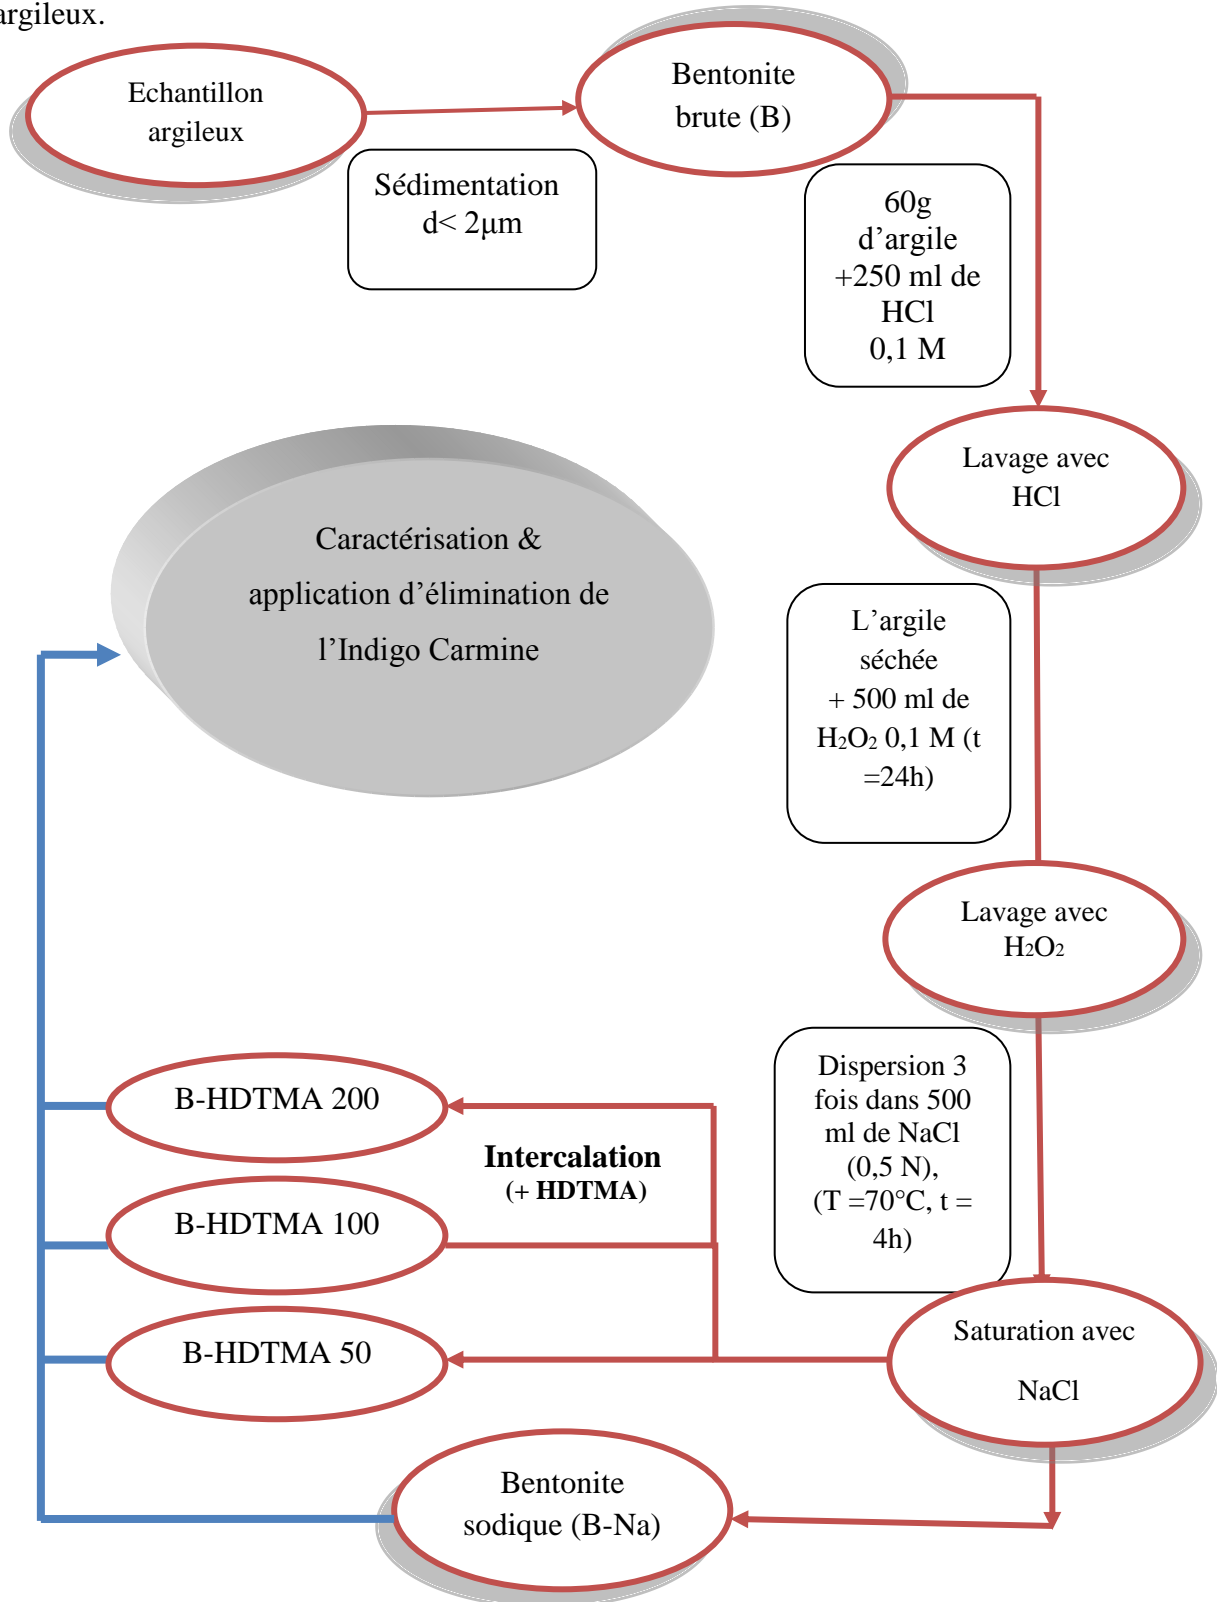 argileux.
Echantillon
argileux
Bentonite
brute (B)
Sédimentation
d< 2μm
60g
d’argile
+250 ml de
HCl
0,1 M
Lavage avec
HCl
Caractérisation &
application d’élimination de
l’Indigo Carmine
L’argile
séchée
+ 500 ml de
H₂O₂ 0,1 M (t
=24h)
Lavage avec
H₂O₂
Dispersion 3
fois dans 500
ml de NaCl
(0,5 N),
(T =70°C, t =
4h)
B-HDTMA 200
Intercalation
(+ HDTMA)
B-HDTMA 100
B-HDTMA 50
Saturation avec
NaCl
Bentonite
sodique (B-Na)